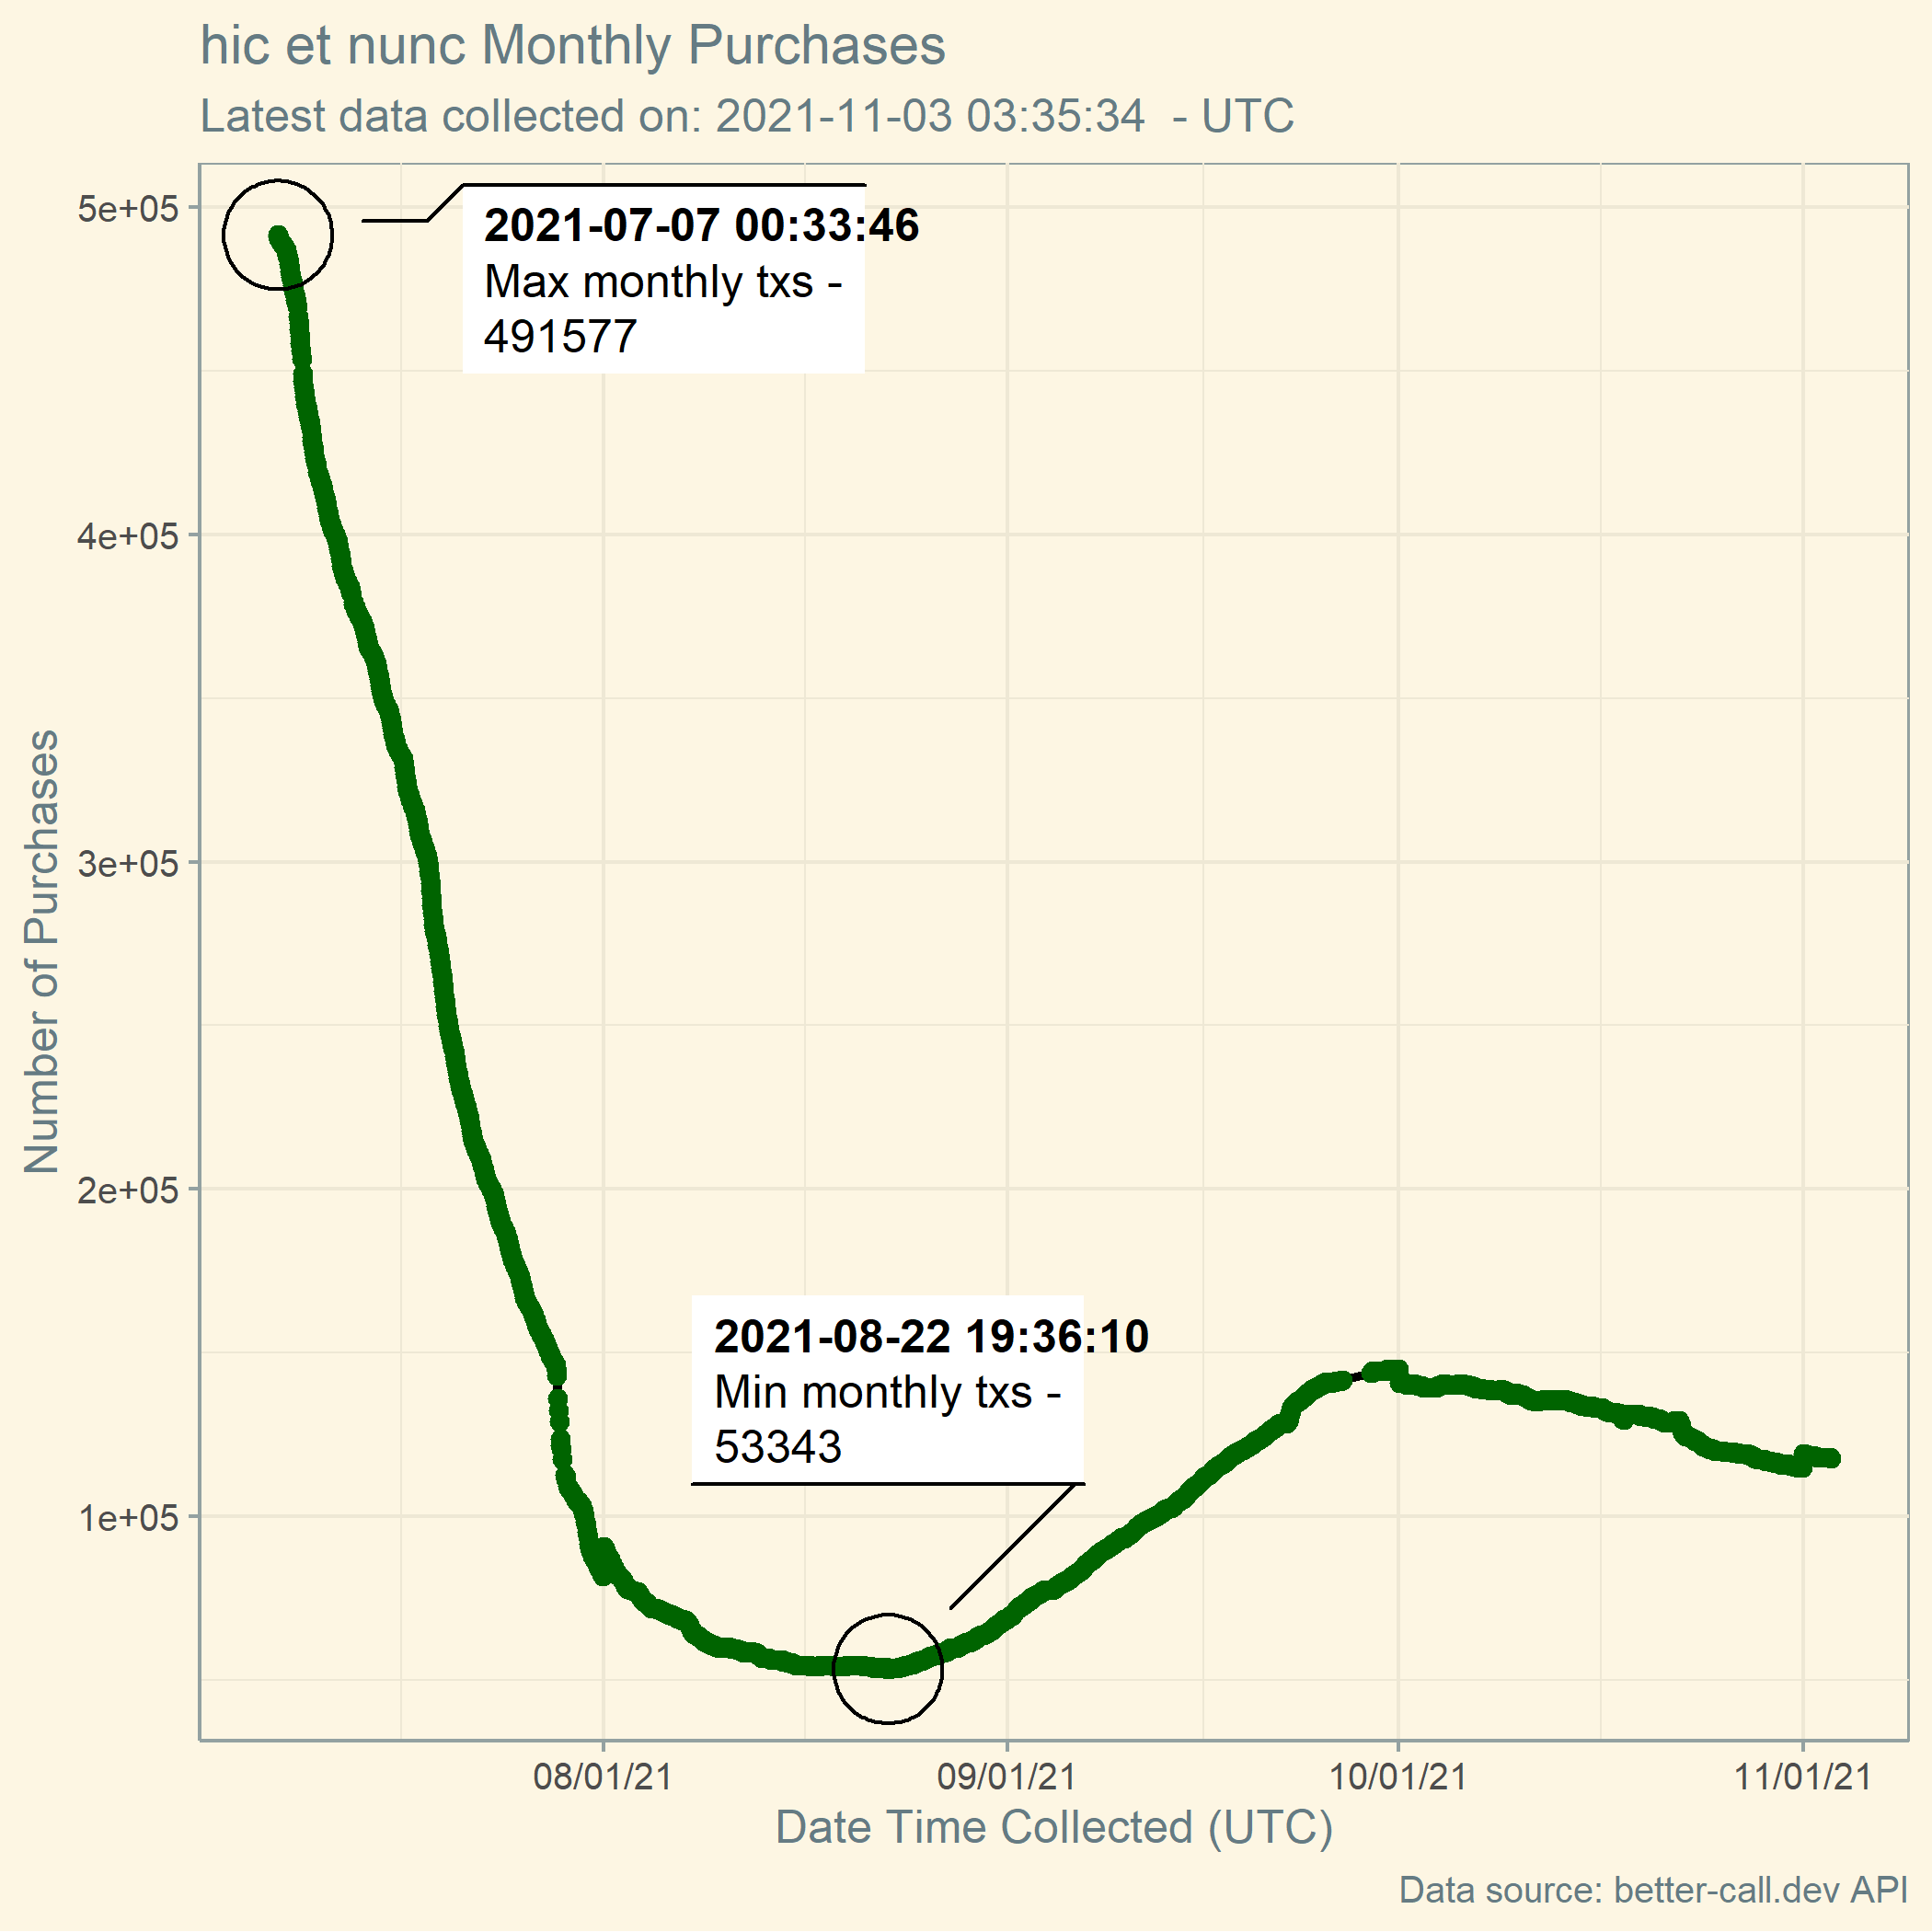 hic et nunc Monthly Purchases
Latest data collected on: 2021-11-03 03:35:34  - UTC
5e+05
4e+05
3e+05
2e+05
1e+05
Number of Purchases
2021-07-07 00:33:46
Max monthly txs -
491577
2021-08-22 19:36:10
Min monthly txs -
53343
08/01/21
09/01/21
10/01/21
11/01/21
Date Time Collected (UTC)
Data source: better-call.dev API